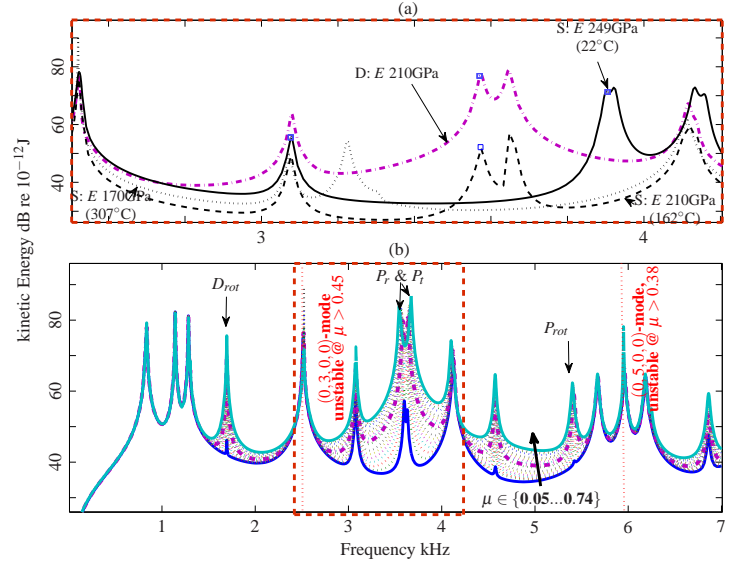 (a)
80
60
40
S: E 249GPa
(22°C)
D: E 210GPa
S: E 170GPa
(307°C)
S: E 210GPa
(162°C)
3
4
kinetic Energy dB re 10⁻¹²J
(b)
80
60
40
D_rot
P_r & P_t
P_rot
(0,3,0,0)-mode
unstable @ μ > 0.45
(0,5,0,0)-mode,
unstable @ μ > 0.38
μ ∈ {0.05...0.74}
1
2
3
4
5
6
7
Frequency kHz